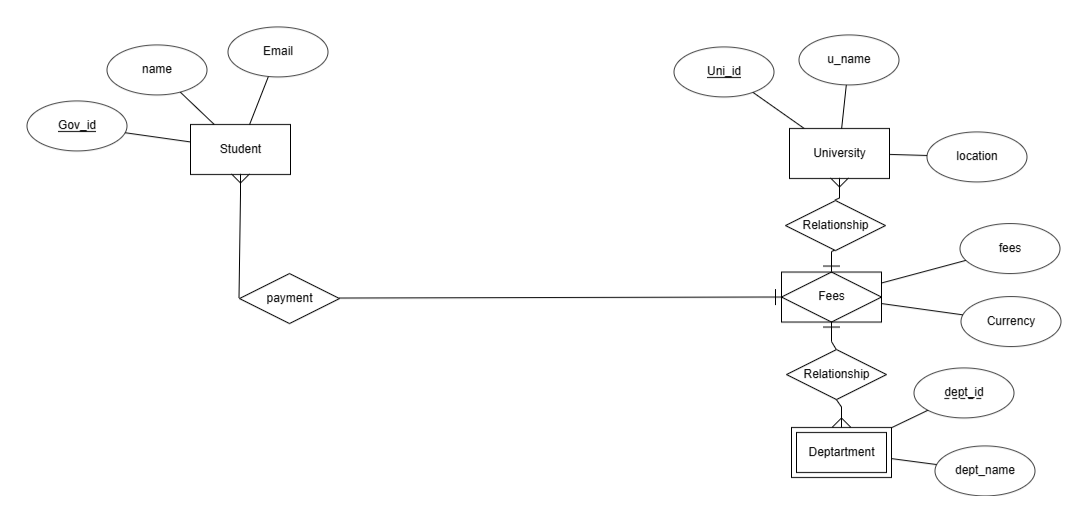 Email
name
Gov_id
Student
u_name
Uni_id
University
location
Relationship
fees
payment
Fees
Currency
Relationship
dept_id
Deptartment
dept_name